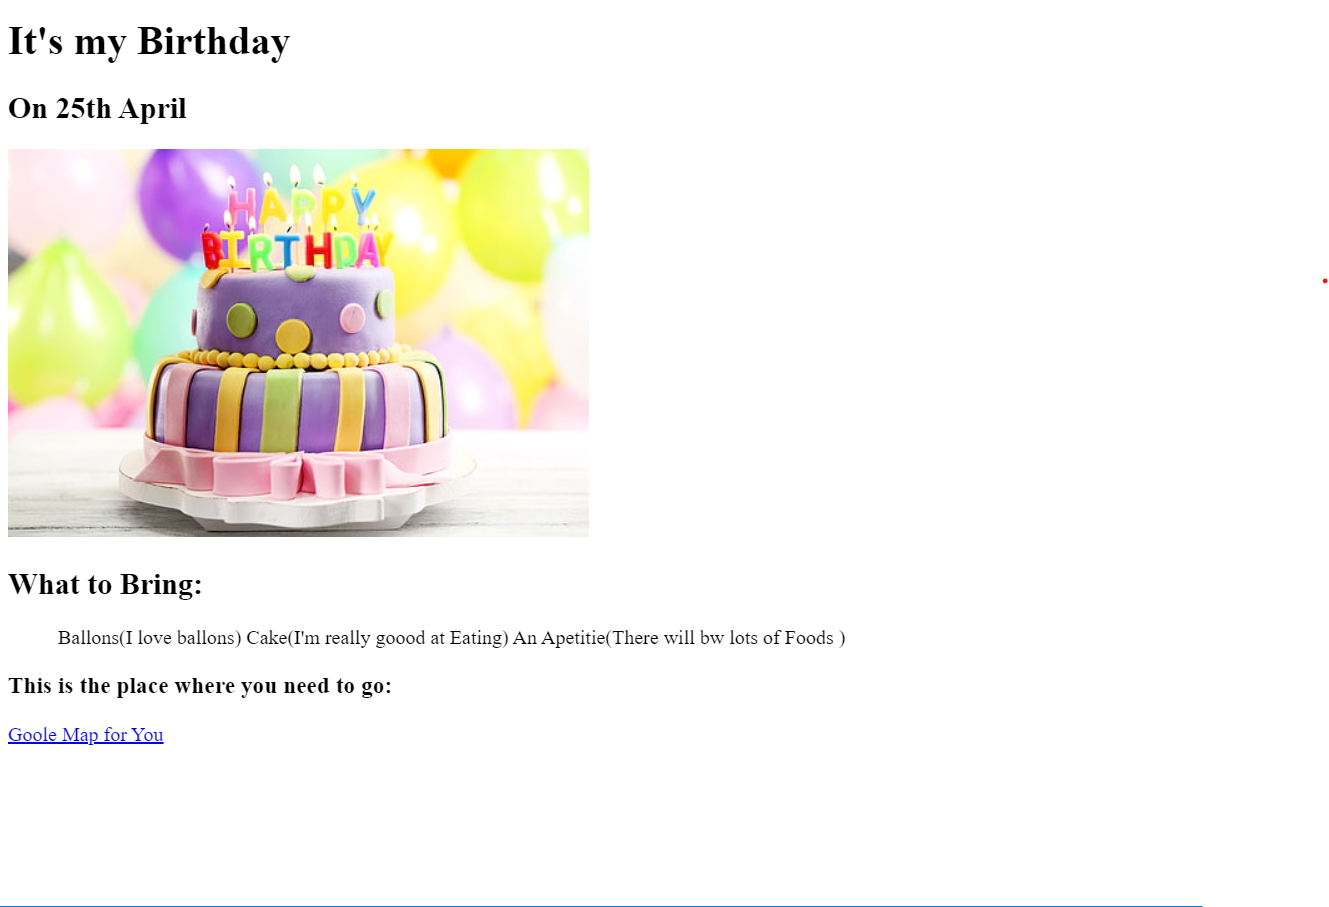 It's my Birthday
On 25th April
HAPPY
BIRTHDAY
What to Bring:
Ballons(I love ballons) Cake(I'm really goood at Eating) An Apetitie(There will bw lots of Foods )
This is the place where you need to go:
Goole Map for You